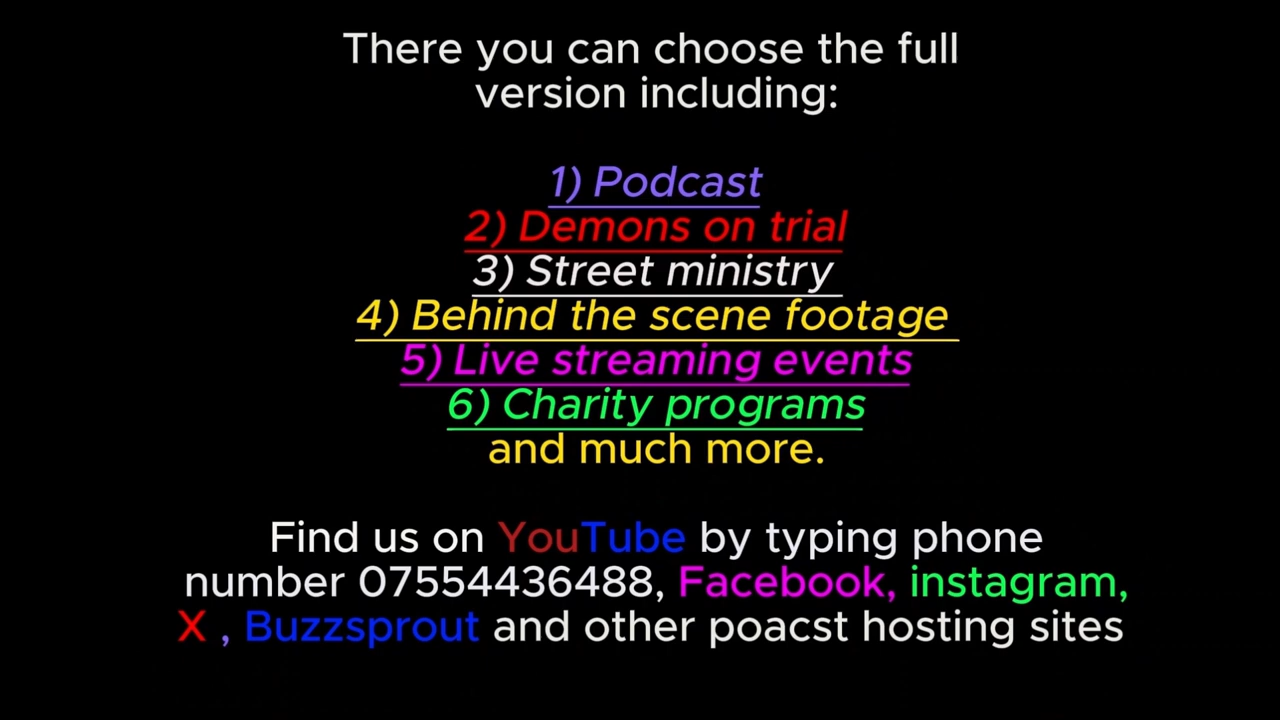 There you can choose the full
version including:
1) Podcast
2) Demons on trial
3) Street ministry
4) Behind the scene footage
5) Live streaming events
6) Charity programs
and much more.
Find us on YouTube by typing phone
number 07554436488, Facebook, instagram,
X , Buzzsprout and other poacst hosting sites